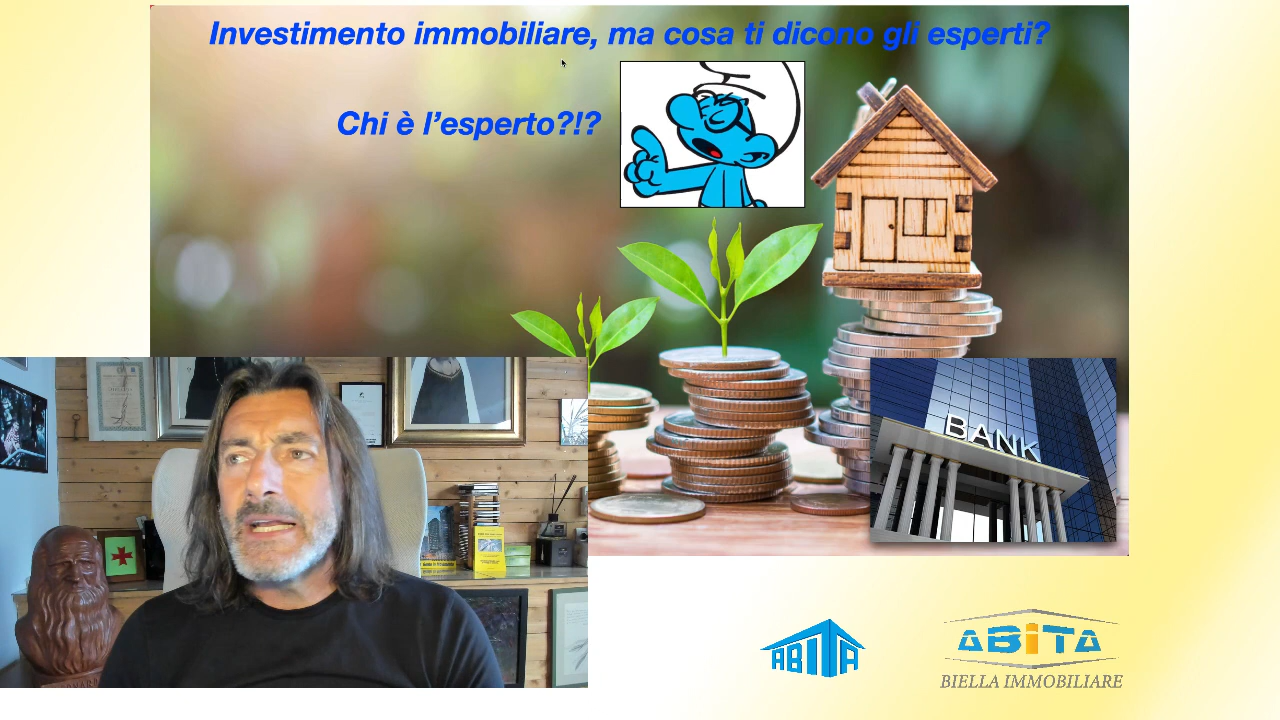 Investimento immobiliare, ma cosa ti dicono gli esperti?
Chi è l'esperto?!?
BANK
ABITA
ABiTA
BIELLA IMMOBILIARE